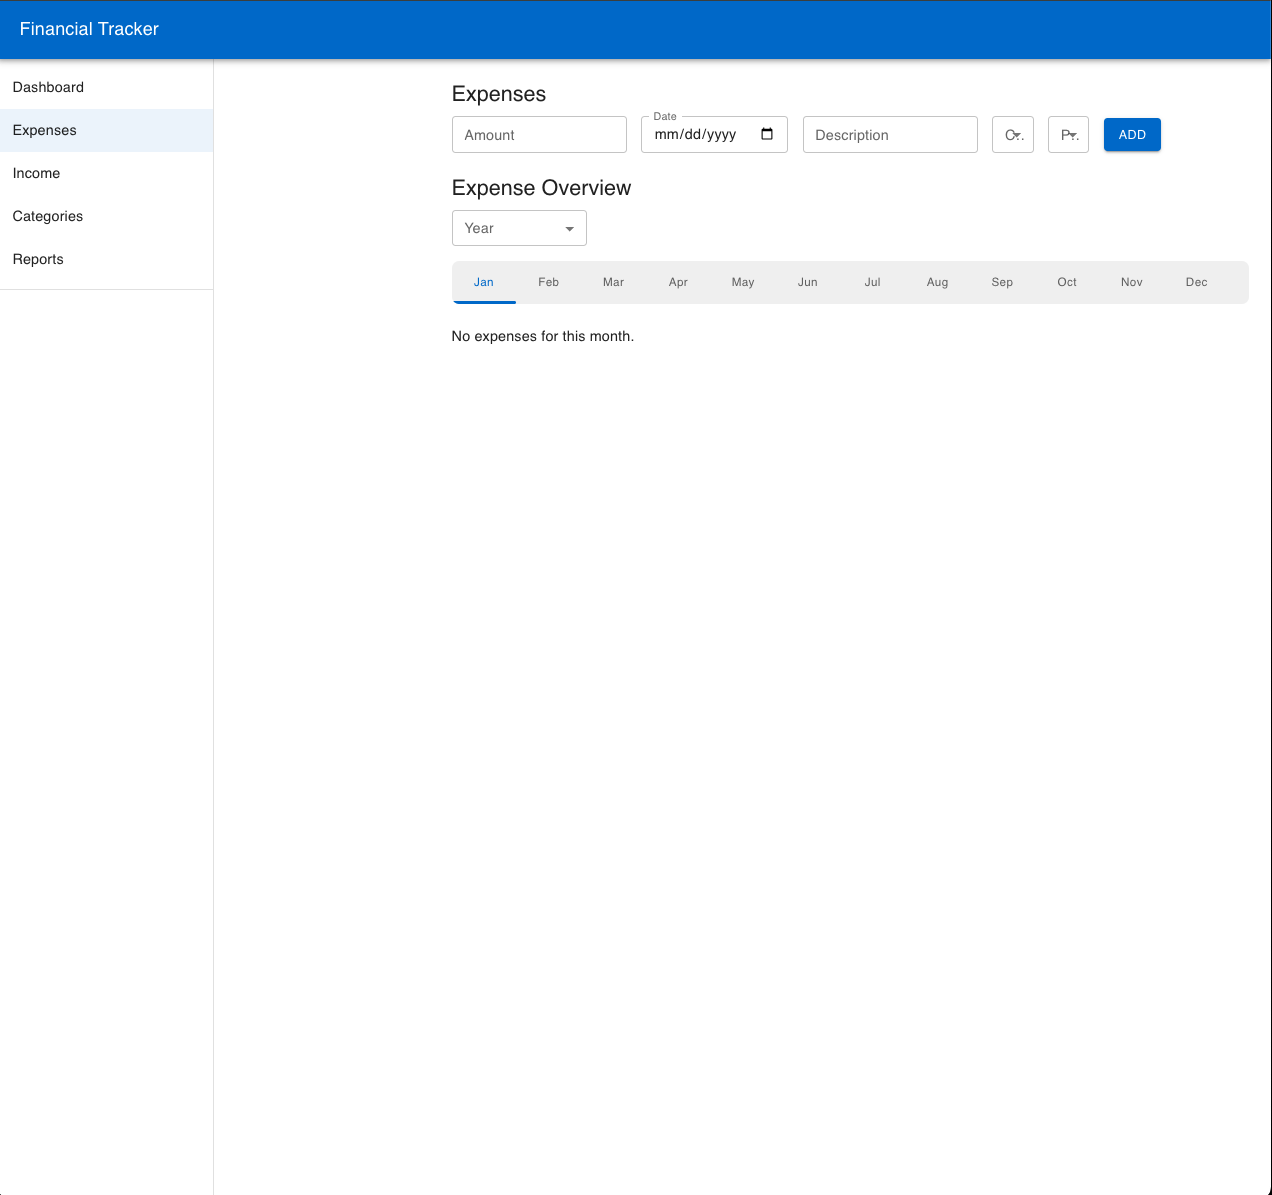 Financial Tracker
Dashboard
Expenses
Income
Categories
Reports
Expenses
Amount
Date
mm/dd/yyyy
Description
C..
P..
ADD
Expense Overview
Year
Jan Feb Mar Apr May Jun Jul Aug Sep Oct Nov Dec
No expenses for this month.